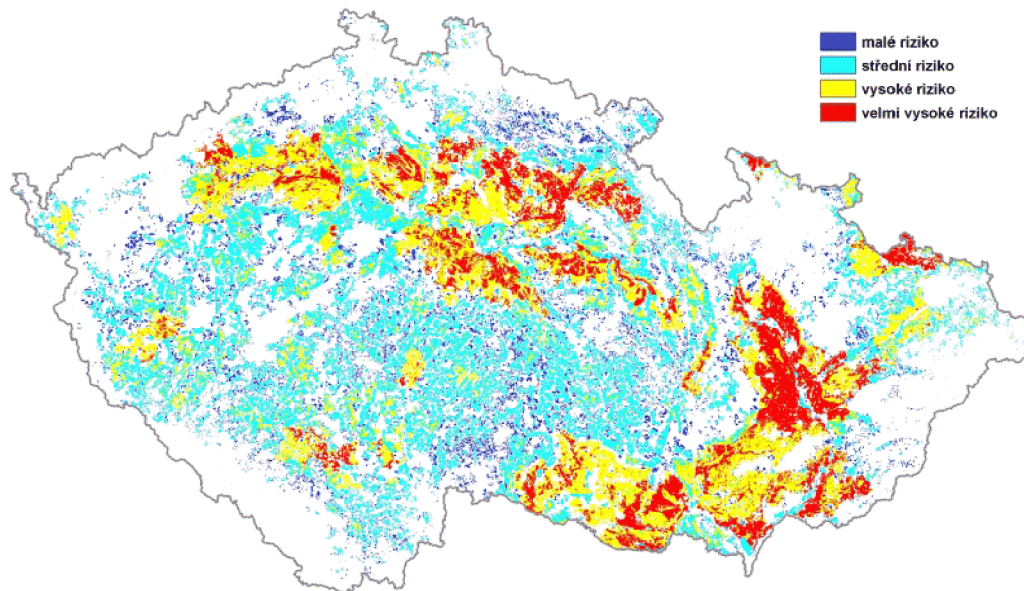 malé riziko
střední riziko
vysoké riziko
velmi vysoké riziko